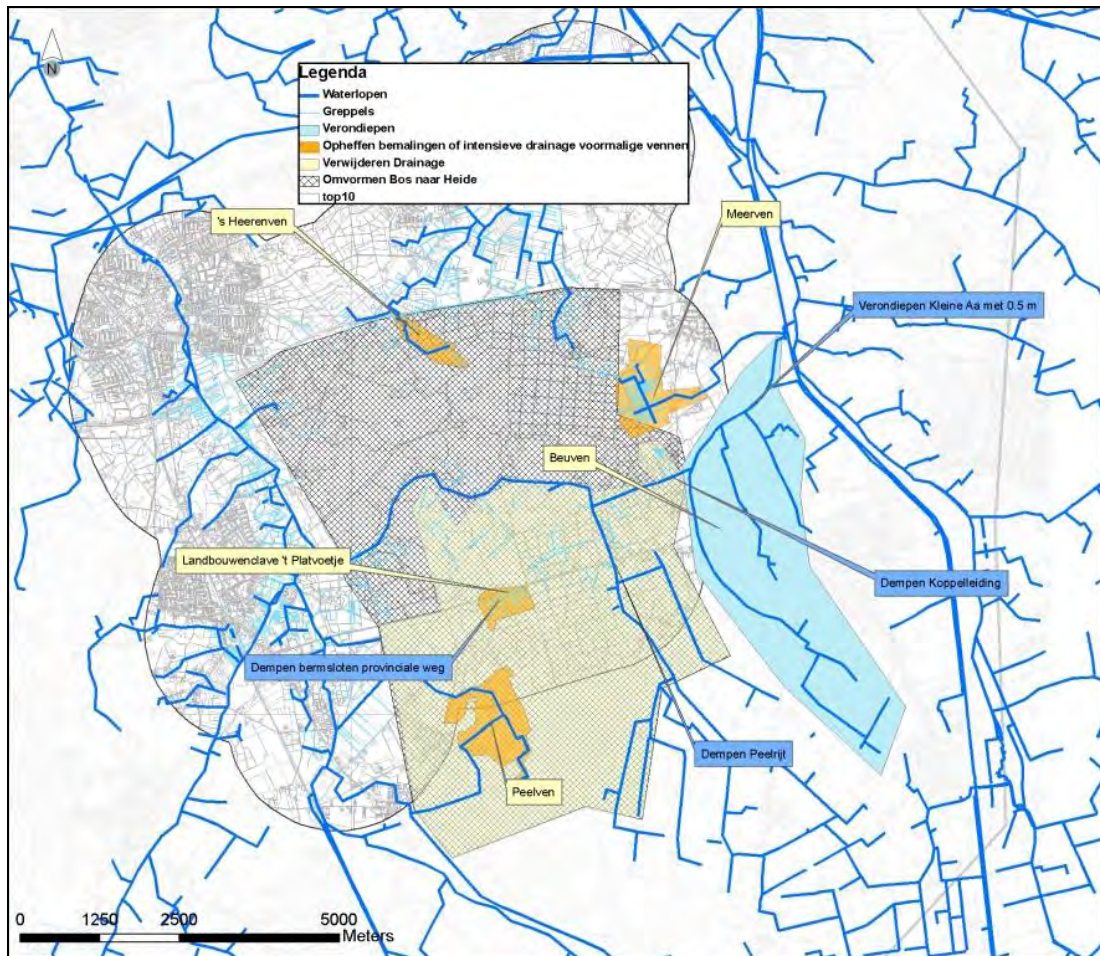 N
Legenda
Waterlopen
Greppels
Verondiepen
Opheffen bemalingen of intensieve drainage voormalige vennen
Verwijderen Drainage
Omvormen Bos naar Heide
top10
's Heerenven
Meerven
Verondiepen Kleine Aa met 0.5 m
Beuven
Landbouwenclave 't Platvoetje
Dempen Koppelleiding
Dempen bermsloten provinciale weg
Dempen Peelrijt
Peelven
0 1250 2500 5000
Meters